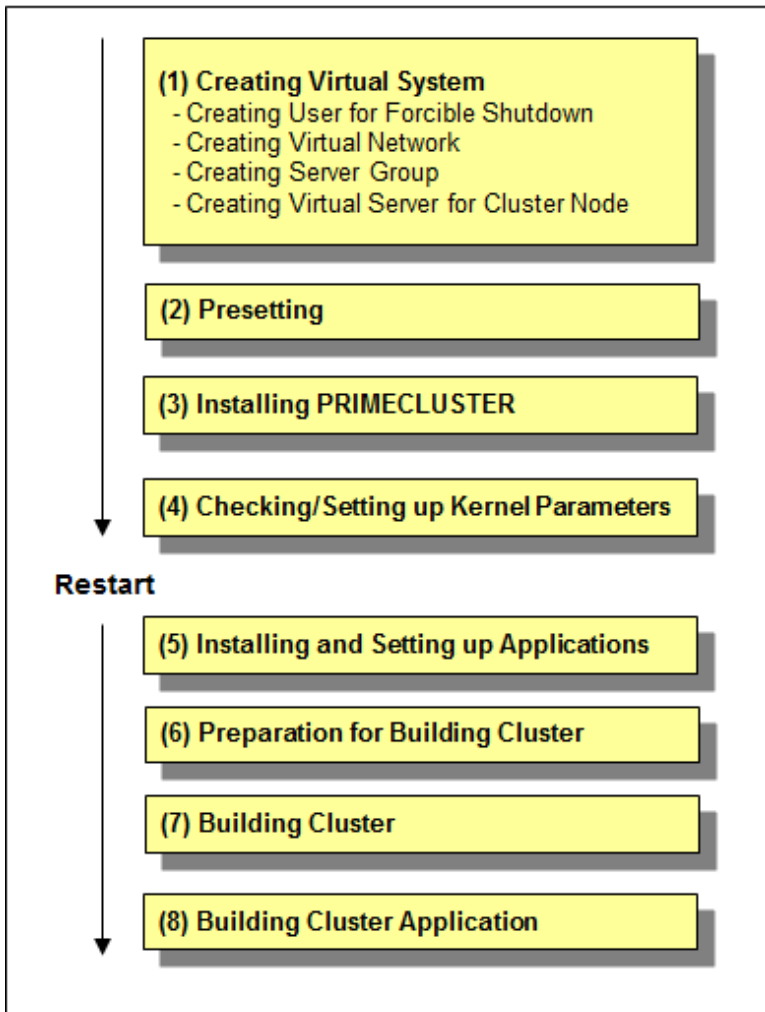 (1) Creating Virtual System
- Creating User for Forcible Shutdown
- Creating Virtual Network
- Creating Server Group
- Creating Virtual Server for Cluster Node
(2) Presetting
(3) Installing PRIMECLUSTER
(4) Checking/Setting up Kernel Parameters
Restart
(5) Installing and Setting up Applications
(6) Preparation for Building Cluster
(7) Building Cluster
(8) Building Cluster Application